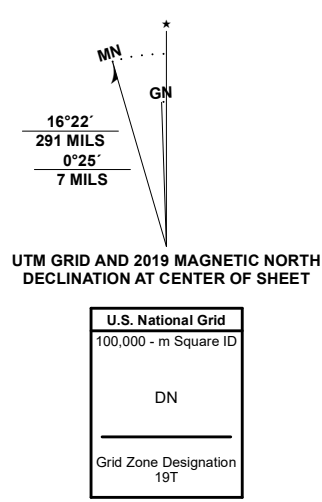 ★
MN
GN
16°22´
291 MILS
0°25´
7 MILS
UTM GRID AND 2019 MAGNETIC NORTH
DECLINATION AT CENTER OF SHEET
U.S. National Grid
100,000 - m Square ID
DN
Grid Zone Designation
19T